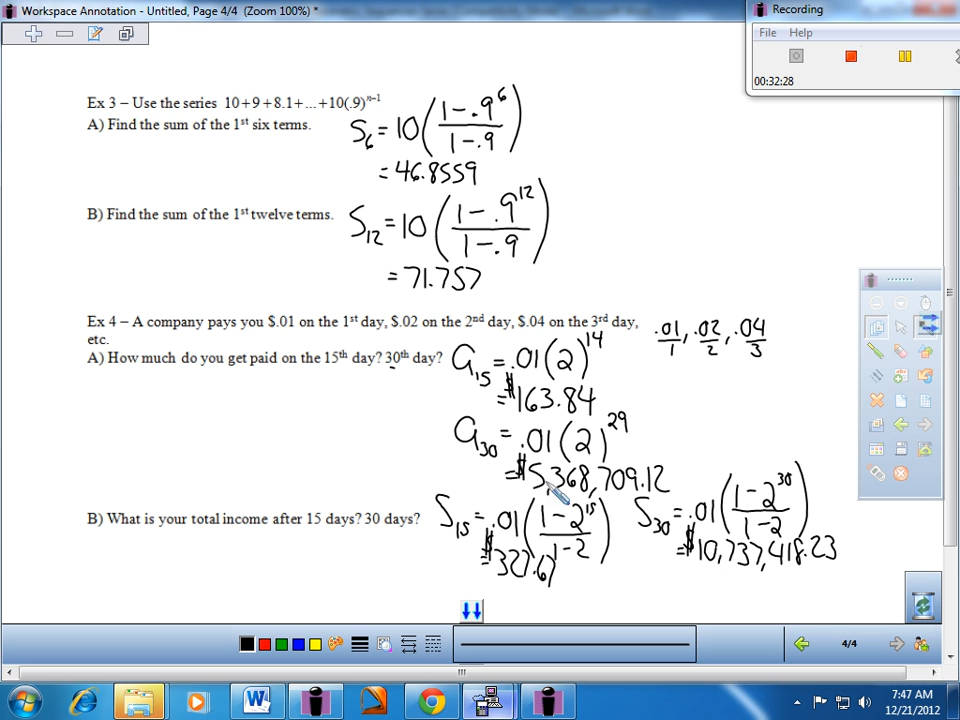 Workspace Annotation - Untitled, Page 4/4 (Zoom 100%) *
Recording
File Help
00:32:28
Ex 3 – Use the series 10+9+8.1+...+10(.9)^{n-1}
A) Find the sum of the 1st six terms.
S_6 = 10 ( (1-.9^6) / (1-.9) )
= 46.8559
B) Find the sum of the 1st twelve terms.
S_12 = 10 ( (1-.9^12) / (1-.9) )
= 71.757
Ex 4 – A company pays you $.01 on the 1st day, $.02 on the 2nd day, $.04 on the 3rd day,
etc.
.01/1, .02/2, .04/3
A) How much do you get paid on the 15th day? 30th day?
a_15 = .01(2)^14
= $163.84
a_30 = .01(2)^29
= $5,368,709.12
B) What is your total income after 15 days? 30 days?
S_15 = .01 ( (1-2^15) / (1-2) )
= $327.67
S_30 = .01 ( (1-2^30) / (1-2) )
= $10,737,418.23
4/4
7:47 AM
12/21/2012